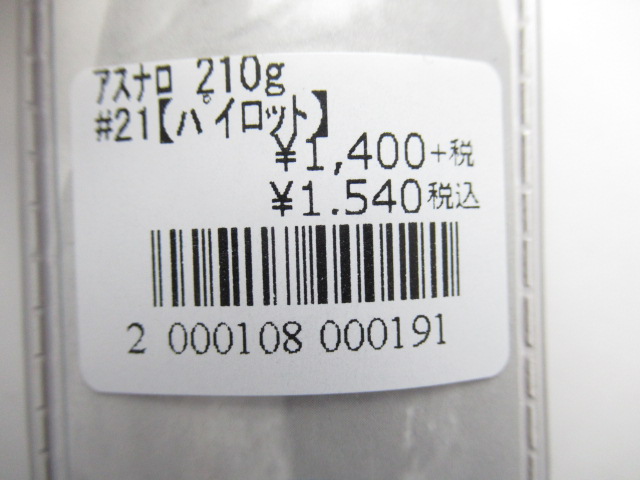 アスナロ 210g
#21【パイロット】
¥1,400+税
¥1.540税込
2 000108 000191